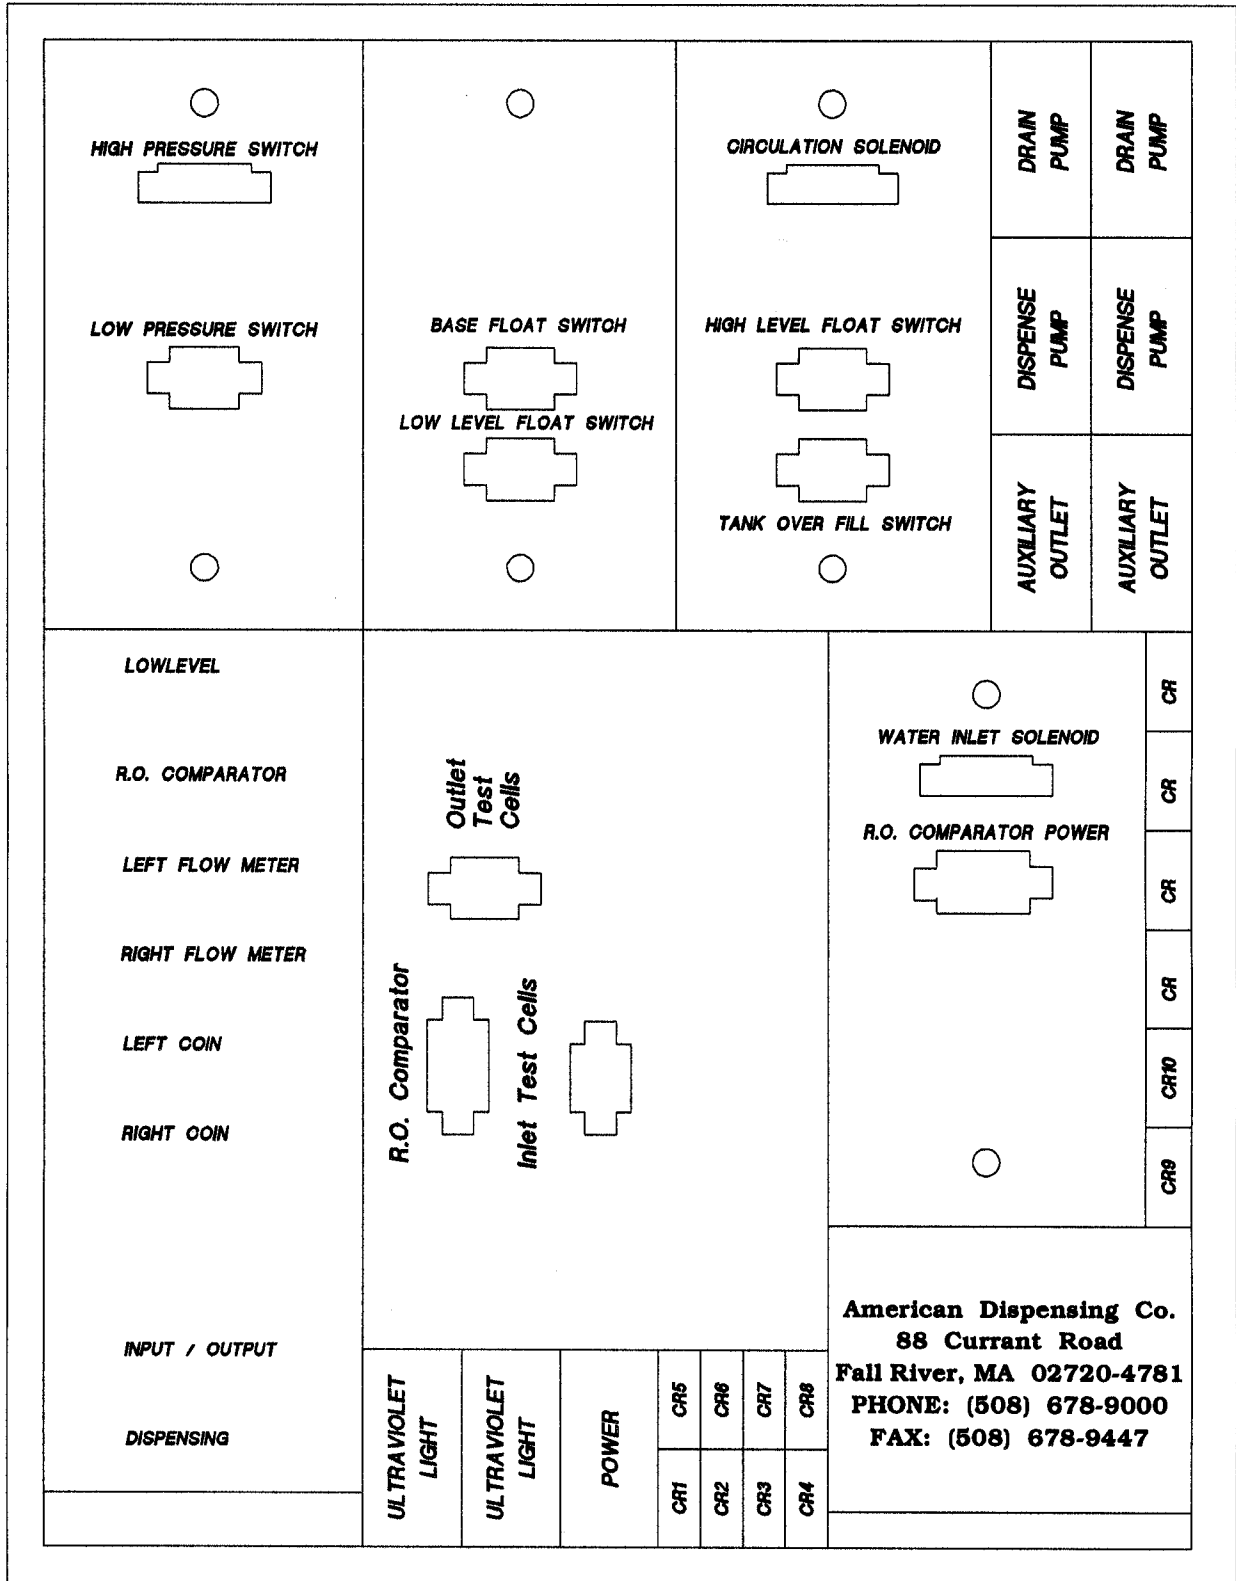 HIGH PRESSURE SWITCH
CIRCULATION SOLENOID
DRAIN
PUMP
DRAIN
PUMP
LOW PRESSURE SWITCH
BASE FLOAT SWITCH
HIGH LEVEL FLOAT SWITCH
DISPENSE
PUMP
DISPENSE
PUMP
LOW LEVEL FLOAT SWITCH
TANK OVER FILL SWITCH
AUXILIARY
OUTLET
AUXILIARY
OUTLET
LOWLEVEL
R.O. COMPARATOR
LEFT FLOW METER
RIGHT FLOW METER
LEFT COIN
RIGHT COIN
INPUT / OUTPUT
DISPENSING
Outlet
Test
Cells
R.O. Comparator
Inlet Test Cells
WATER INLET SOLENOID
R.O. COMPARATOR POWER
CR
CR
CR
CR
CR10
CR9
ULTRAVIOLET
LIGHT
ULTRAVIOLET
LIGHT
POWER
CR5
CR6
CR7
CR8
CR1
CR2
CR3
CR4
American Dispensing Co.
88 Currant Road
Fall River, MA 02720-4781
PHONE: (508) 678-9000
FAX: (508) 678-9447